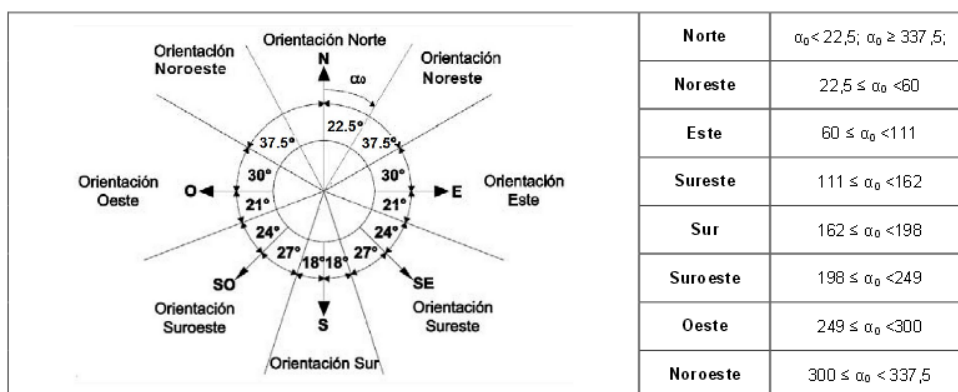 Orientación Norte
Orientación
Noroeste
N
α₀
Orientación
Noreste
22.5°
37.5°
37.5°
30°
30°
Orientación
Oeste
O
E
Orientación
Este
21°
21°
24°
24°
27°
18°
18°
27°
SO
SE
Orientación
Suroeste
S
Orientación
Sureste
Orientación Sur
Norte α₀< 22,5; α₀ ≥ 337,5;
Noreste 22,5 ≤ α₀ <60
Este 60 ≤ α₀ <111
Sureste 111 ≤ α₀ <162
Sur 162 ≤ α₀ <198
Suroeste 198 ≤ α₀ <249
Oeste 249 ≤ α₀ <300
Noroeste 300 ≤ α₀ < 337,5